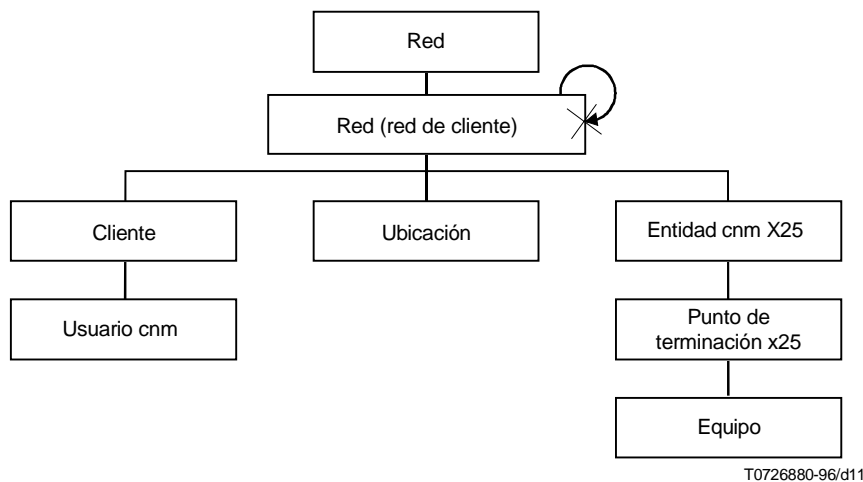 Red
Red (red de cliente)
Cliente
Ubicación
Entidad cnm X25
Usuario cnm
Punto de
terminación x25
Equipo
T0726880-96/d11